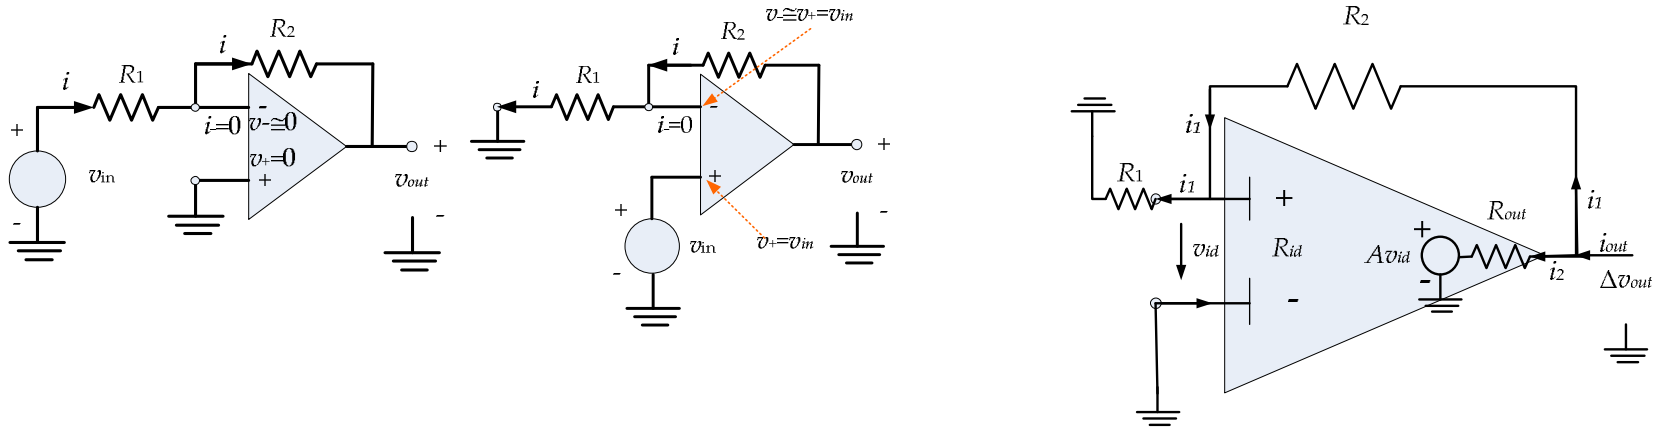 i
R2
i
R1
-
i-=0
v-≅0
v+=0
+
+
vin
-
vout
+
-
v-≅v+=vin
i
R2
i
R1
-
i-=0
+
+
vin
-
v+=vin
vout
+
-
R2
i1
R1
i1
+
vid
Rid
-
Avid
+
-
Rout
i2
i1
iout
Δvout